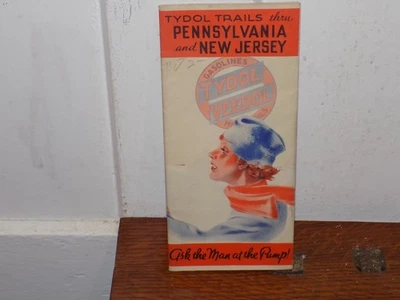 TYDOL TRAILS thru
PENNSYLVANIA
and NEW JERSEY
GASOLINES
TYDOL
VEEDOL
Ask the Man at the Pump!